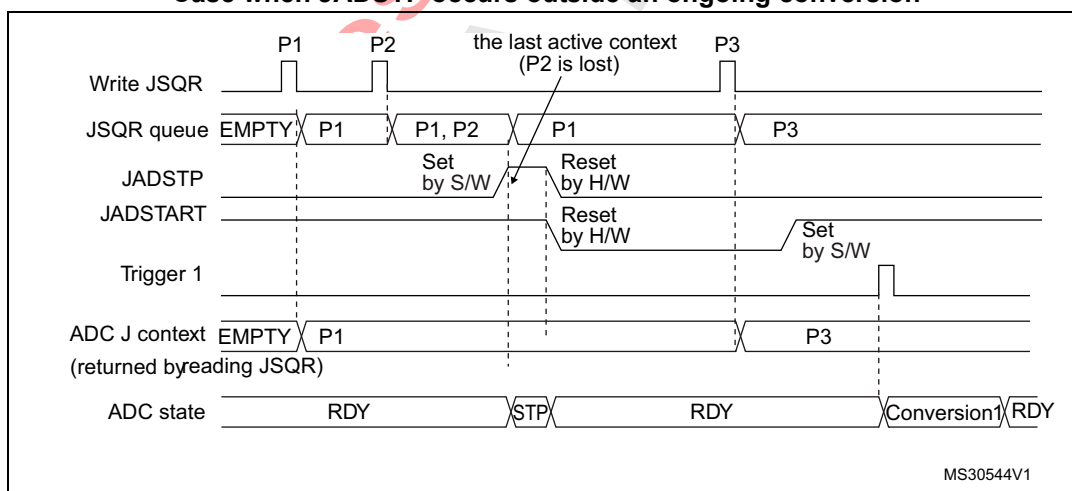 P1 P2 the last active context P3
(P2 is lost)
Write JSQR
JSQR queue EMPTY P1 P1, P2 P1 P3
Set Reset
by S/W by H/W
JADSTP
JADSTART Reset
by H/W Set
by S/W
Trigger 1
ADC J context EMPTY P1 P3
(returned by reading JSQR)
ADC state RDY STP RDY Conversion1 RDY
MS30544V1